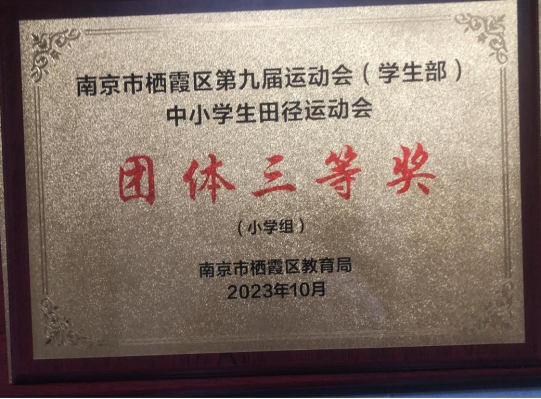 南京市栖霞区第九届运动会（学生部）
中小学生田径运动会
团体三等奖
（小学组）
南京市栖霞区教育局
2023年10月